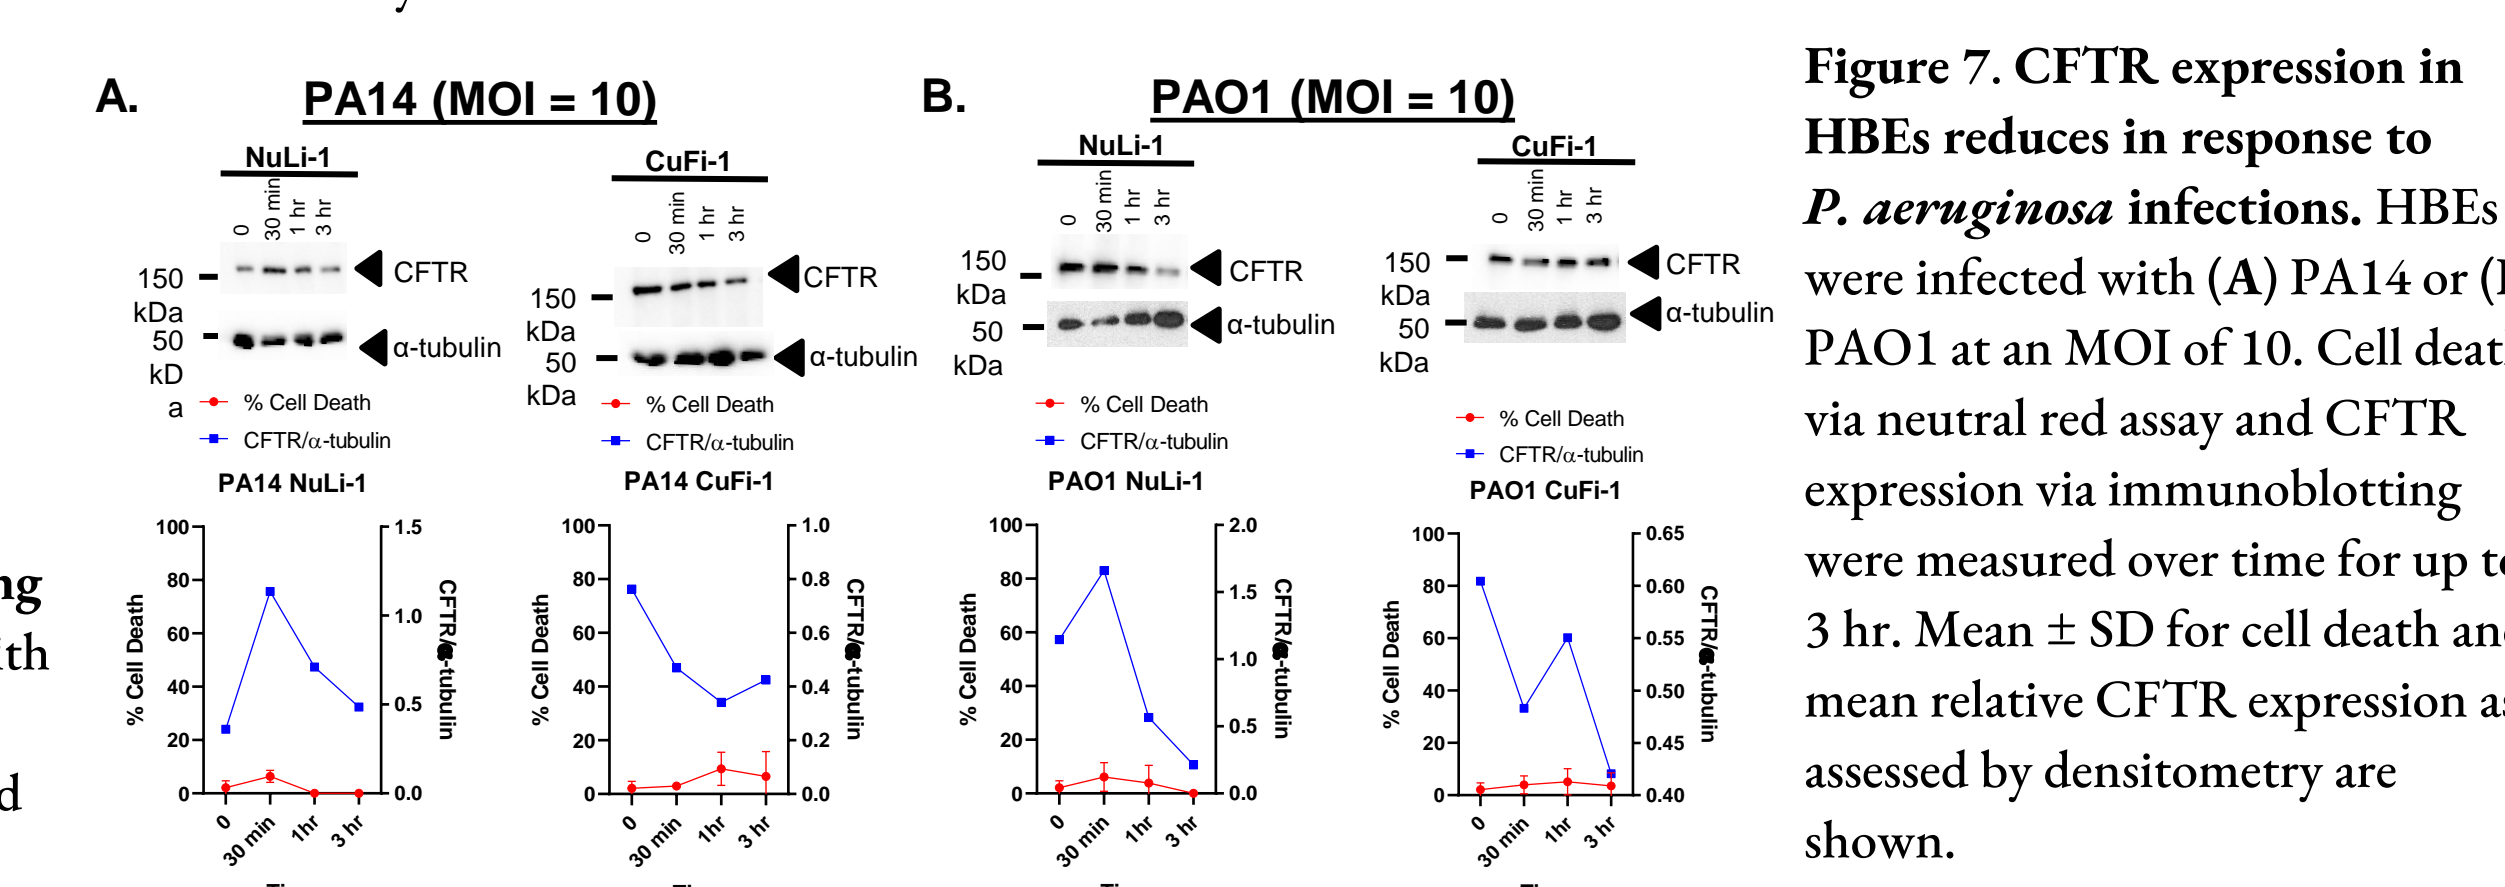 A.
PA14 (MOI = 10)
NuLi-1
0
30 min
1 hr
3 hr
150
kDa
CFTR
50
kD
a
α-tubulin
CuFi-1
0
30 min
1 hr
3 hr
150
kDa
CFTR
50
kDa
α-tubulin
% Cell Death
CFTR/α-tubulin
PA14 NuLi-1
100
80
60
40
20
0
% Cell Death
1.5
1.0
0.5
0.0
CFTR/α-tubulin
0
30 min
1hr
3 hr
% Cell Death
CFTR/α-tubulin
PA14 CuFi-1
100
80
60
40
20
0
% Cell Death
1.0
0.8
0.6
0.4
0.2
0.0
CFTR/α-tubulin
0
30 min
1hr
3 hr
B.
PAO1 (MOI = 10)
NuLi-1
0
30 min
1 hr
3 hr
150
kDa
CFTR
50
kDa
α-tubulin
CuFi-1
0
30 min
1 hr
3 hr
150
kDa
CFTR
50
kDa
α-tubulin
% Cell Death
CFTR/α-tubulin
PAO1 NuLi-1
100
80
60
40
20
0
% Cell Death
2.0
1.5
1.0
0.5
0.0
CFTR/α-tubulin
0
30 min
1hr
3 hr
% Cell Death
CFTR/α-tubulin
PAO1 CuFi-1
100
80
60
40
20
0
% Cell Death
0.65
0.60
0.55
0.50
0.45
0.40
CFTR/α-tubulin
0
30 min
1hr
3 hr
Figure 7. CFTR expression in
HBEs reduces in response to
P. aeruginosa infections. HBEs
were infected with (A) PA14 or
PAO1 at an MOI of 10. Cell deat
via neutral red assay and CFTR
expression via immunoblotting
were measured over time for up to
3 hr. Mean ± SD for cell death an
mean relative CFTR expression as
assessed by densitometry are
shown.